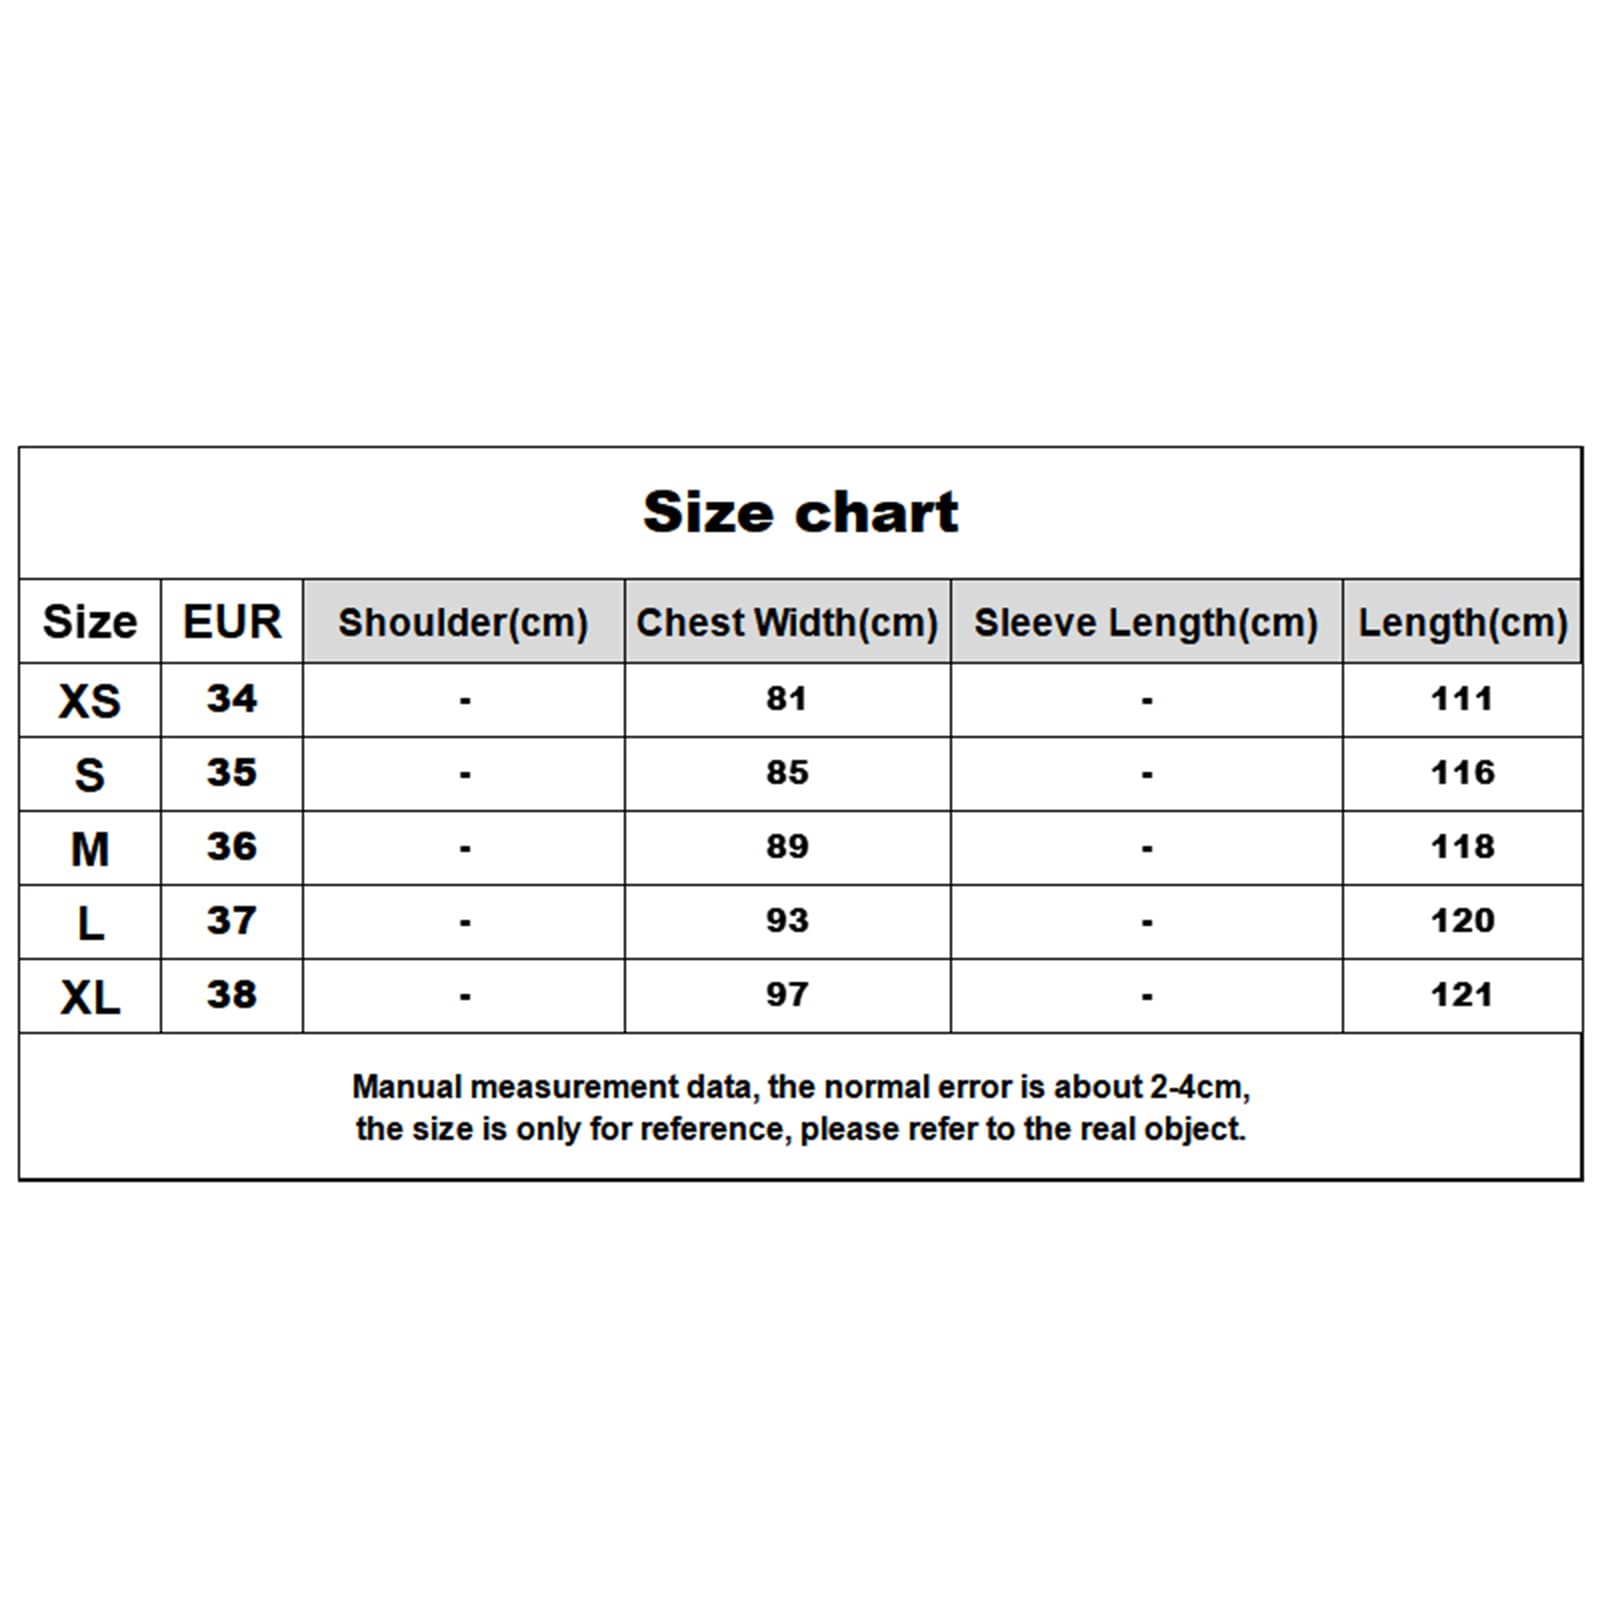 Size chart
Size EUR Shoulder(cm) Chest Width(cm) Sleeve Length(cm) Length(cm)
XS 34 - 81 - 111
S 35 - 85 - 116
M 36 - 89 - 118
L 37 - 93 - 120
XL 38 - 97 - 121
Manual measurement data, the normal error is about 2-4cm,
the size is only for reference, please refer to the real object.